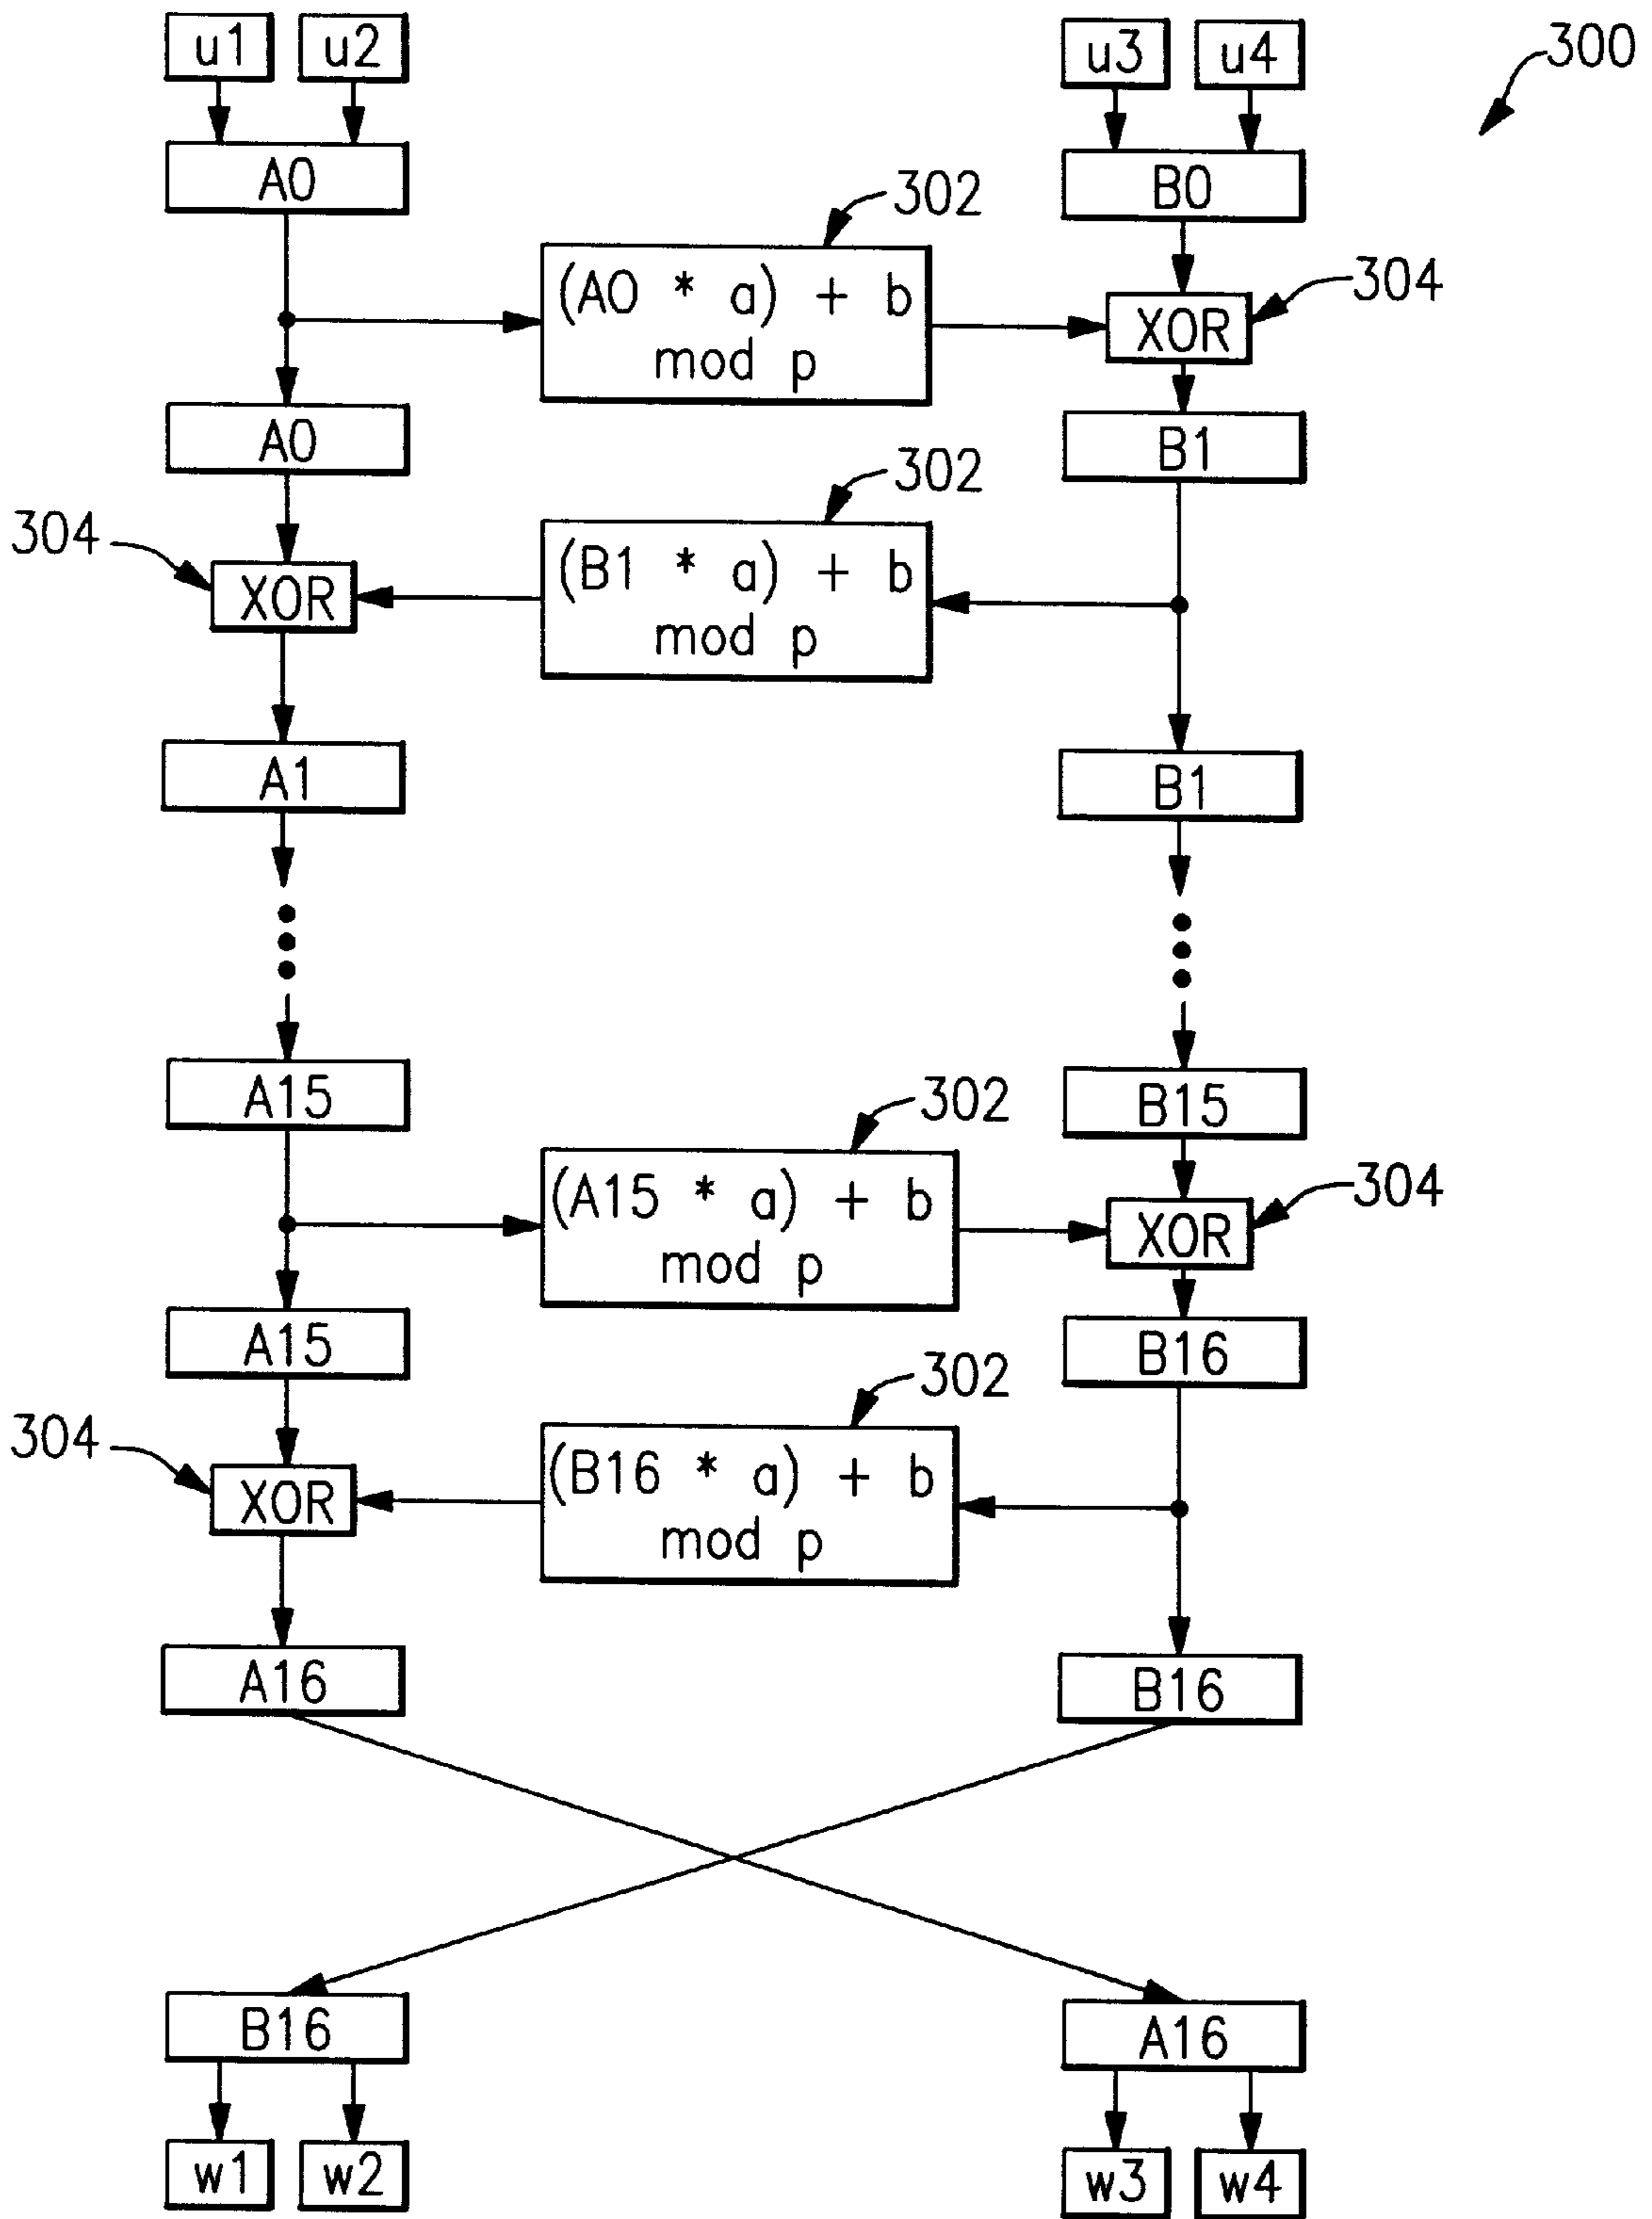 u1 u2 u3 u4 300
A0 B0
302
(A0 * a) + b
mod p
304
XOR
A0 B1
302
304
(B1 * a) + b
mod p
XOR
A1 B1
A15 B15
302
(A15 * a) + b
mod p
304
XOR
A15 B16
302
304
(B16 * a) + b
mod p
XOR
A16 B16
B16 A16
w1 w2 w3 w4